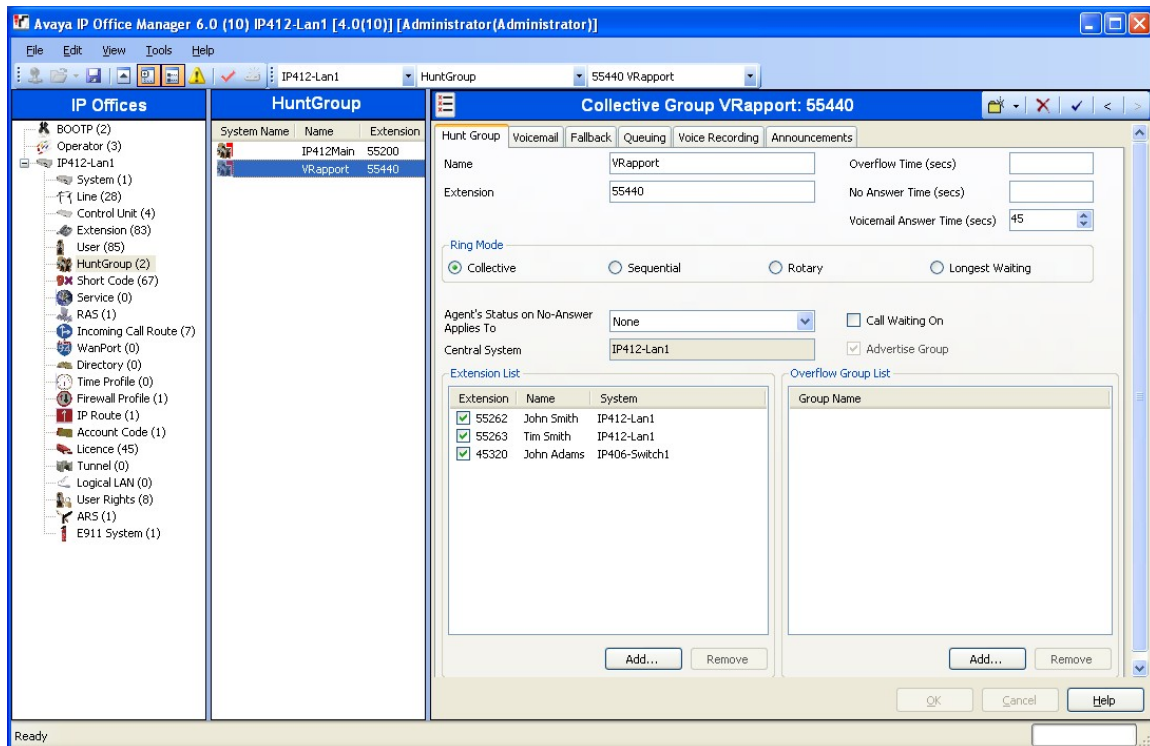 Avaya IP Office Manager 6.0 (10) IP412-Lan1 [4.0(10)] [Administrator(Administrator)]
File Edit View Tools Help
IP412-Lan1 HuntGroup 55440 VRapport
IP Offices
BOOTP (2)
Operator (3)
IP412-Lan1
System (1)
Line (28)
Control Unit (4)
Extension (83)
User (85)
HuntGroup (2)
Short Code (67)
Service (0)
RAS (1)
Incoming Call Route (7)
WanPort (0)
Directory (0)
Time Profile (0)
Firewall Profile (1)
IP Route (1)
Account Code (1)
Licence (45)
Tunnel (0)
Logical LAN (0)
User Rights (8)
ARS (1)
E911 System (1)
HuntGroup
System Name Name Extension
IP412Main 55200
VRapport 55440
Collective Group VRapport: 55440
Hunt Group Voicemail Fallback Queuing Voice Recording Announcements
Name VRapport Overflow Time (secs)
Extension 55440 No Answer Time (secs)
Voicemail Answer Time (secs) 45
Ring Mode
Collective Sequential Rotary Longest Waiting
Agent's Status on No-Answer
Applies To
None Call Waiting On
Central System IP412-Lan1 Advertise Group
Extension List
Extension Name System
55262 John Smith IP412-Lan1
55263 Tim Smith IP412-Lan1
45320 John Adams IP406-Switch1
Add... Remove
Overflow Group List
Group Name
Add... Remove
OK Cancel Help
Ready